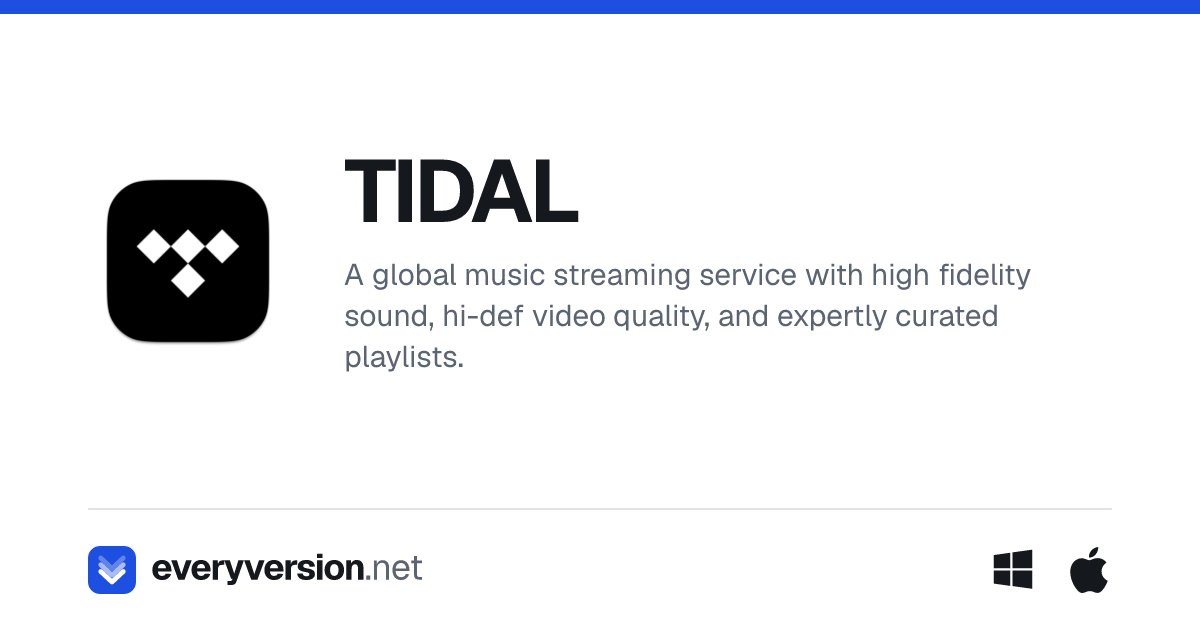 TIDAL
A global music streaming service with high fidelity
sound, hi-def video quality, and expertly curated
playlists.
everyversion.net